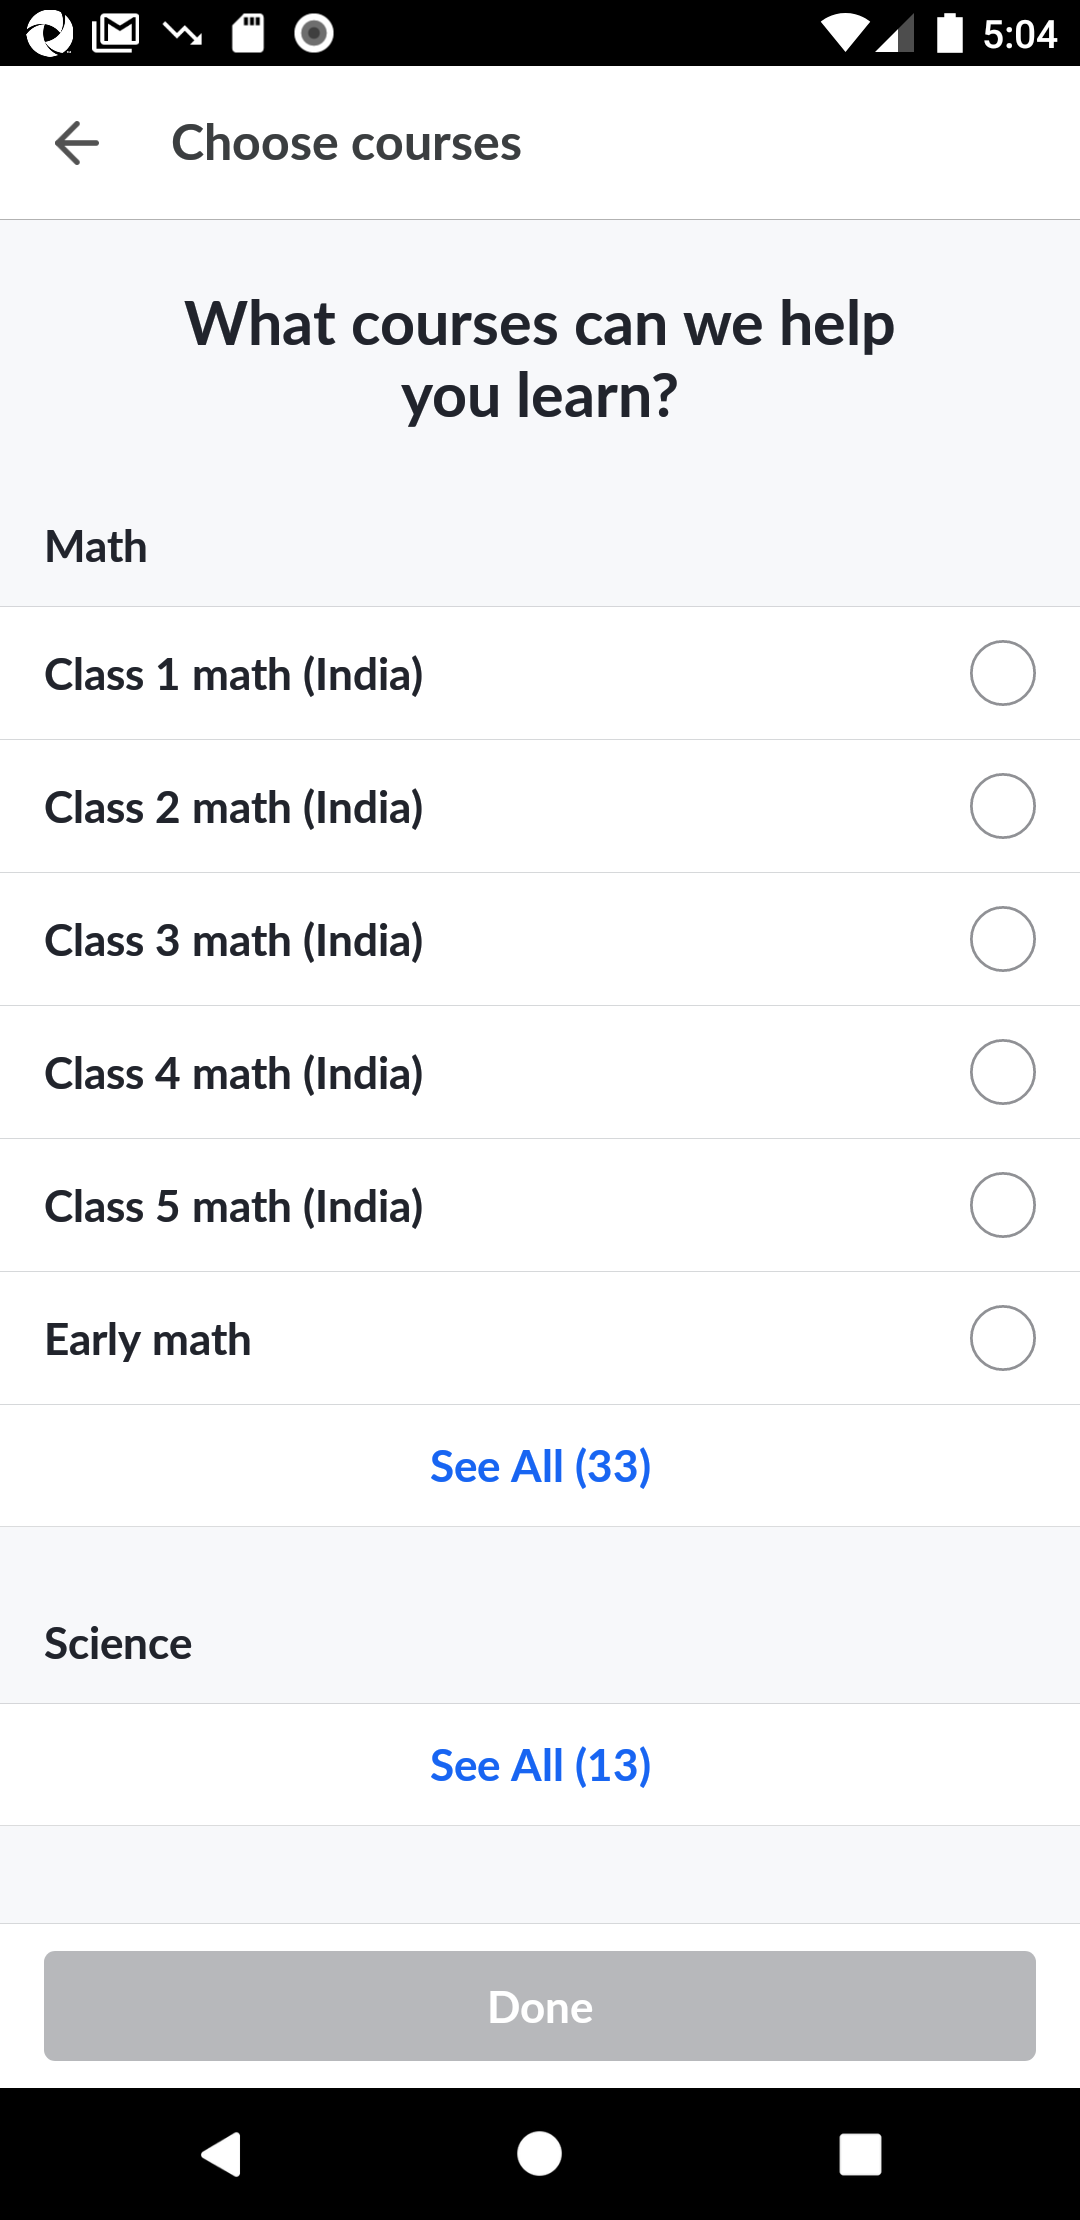 5:04
Choose courses
What courses can we help
you learn?
Math
Class 1 math (India)
Class 2 math (India)
Class 3 math (India)
Class 4 math (India)
Class 5 math (India)
Early math
See All (33)
Science
See All (13)
Done